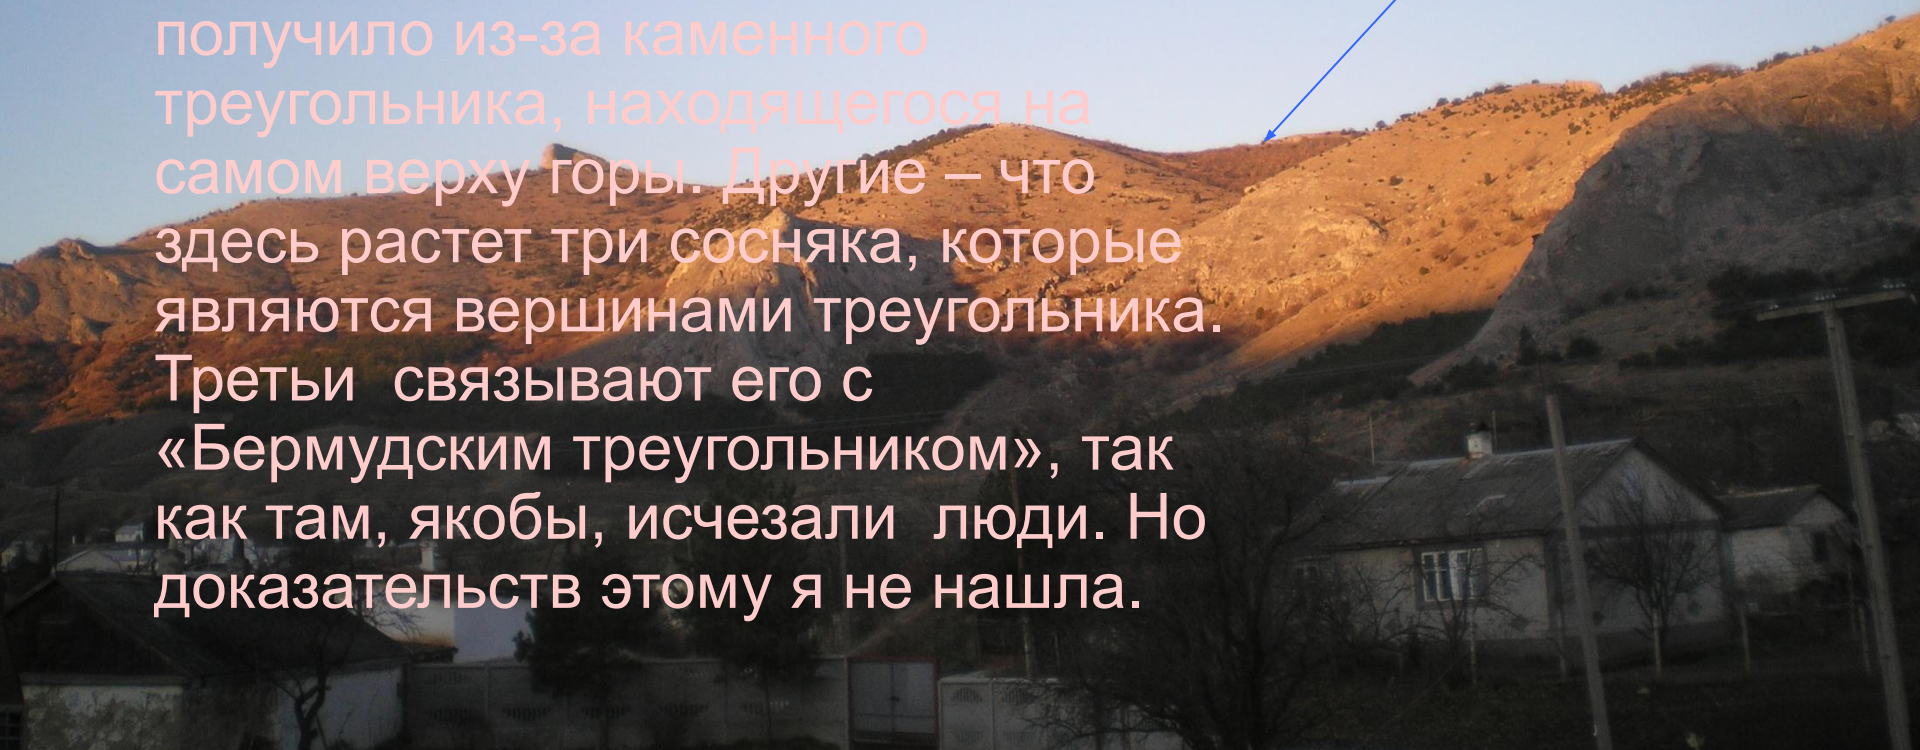 получило из-за каменного
треугольника, находящегося на
самом верху горы. Другие – что
здесь растет три сосняка, которые
являются вершинами треугольника.
Третьи  связывают его с
«Бермудским треугольником», так
как там, якобы, исчезали  люди. Но
доказательств этому я не нашла.